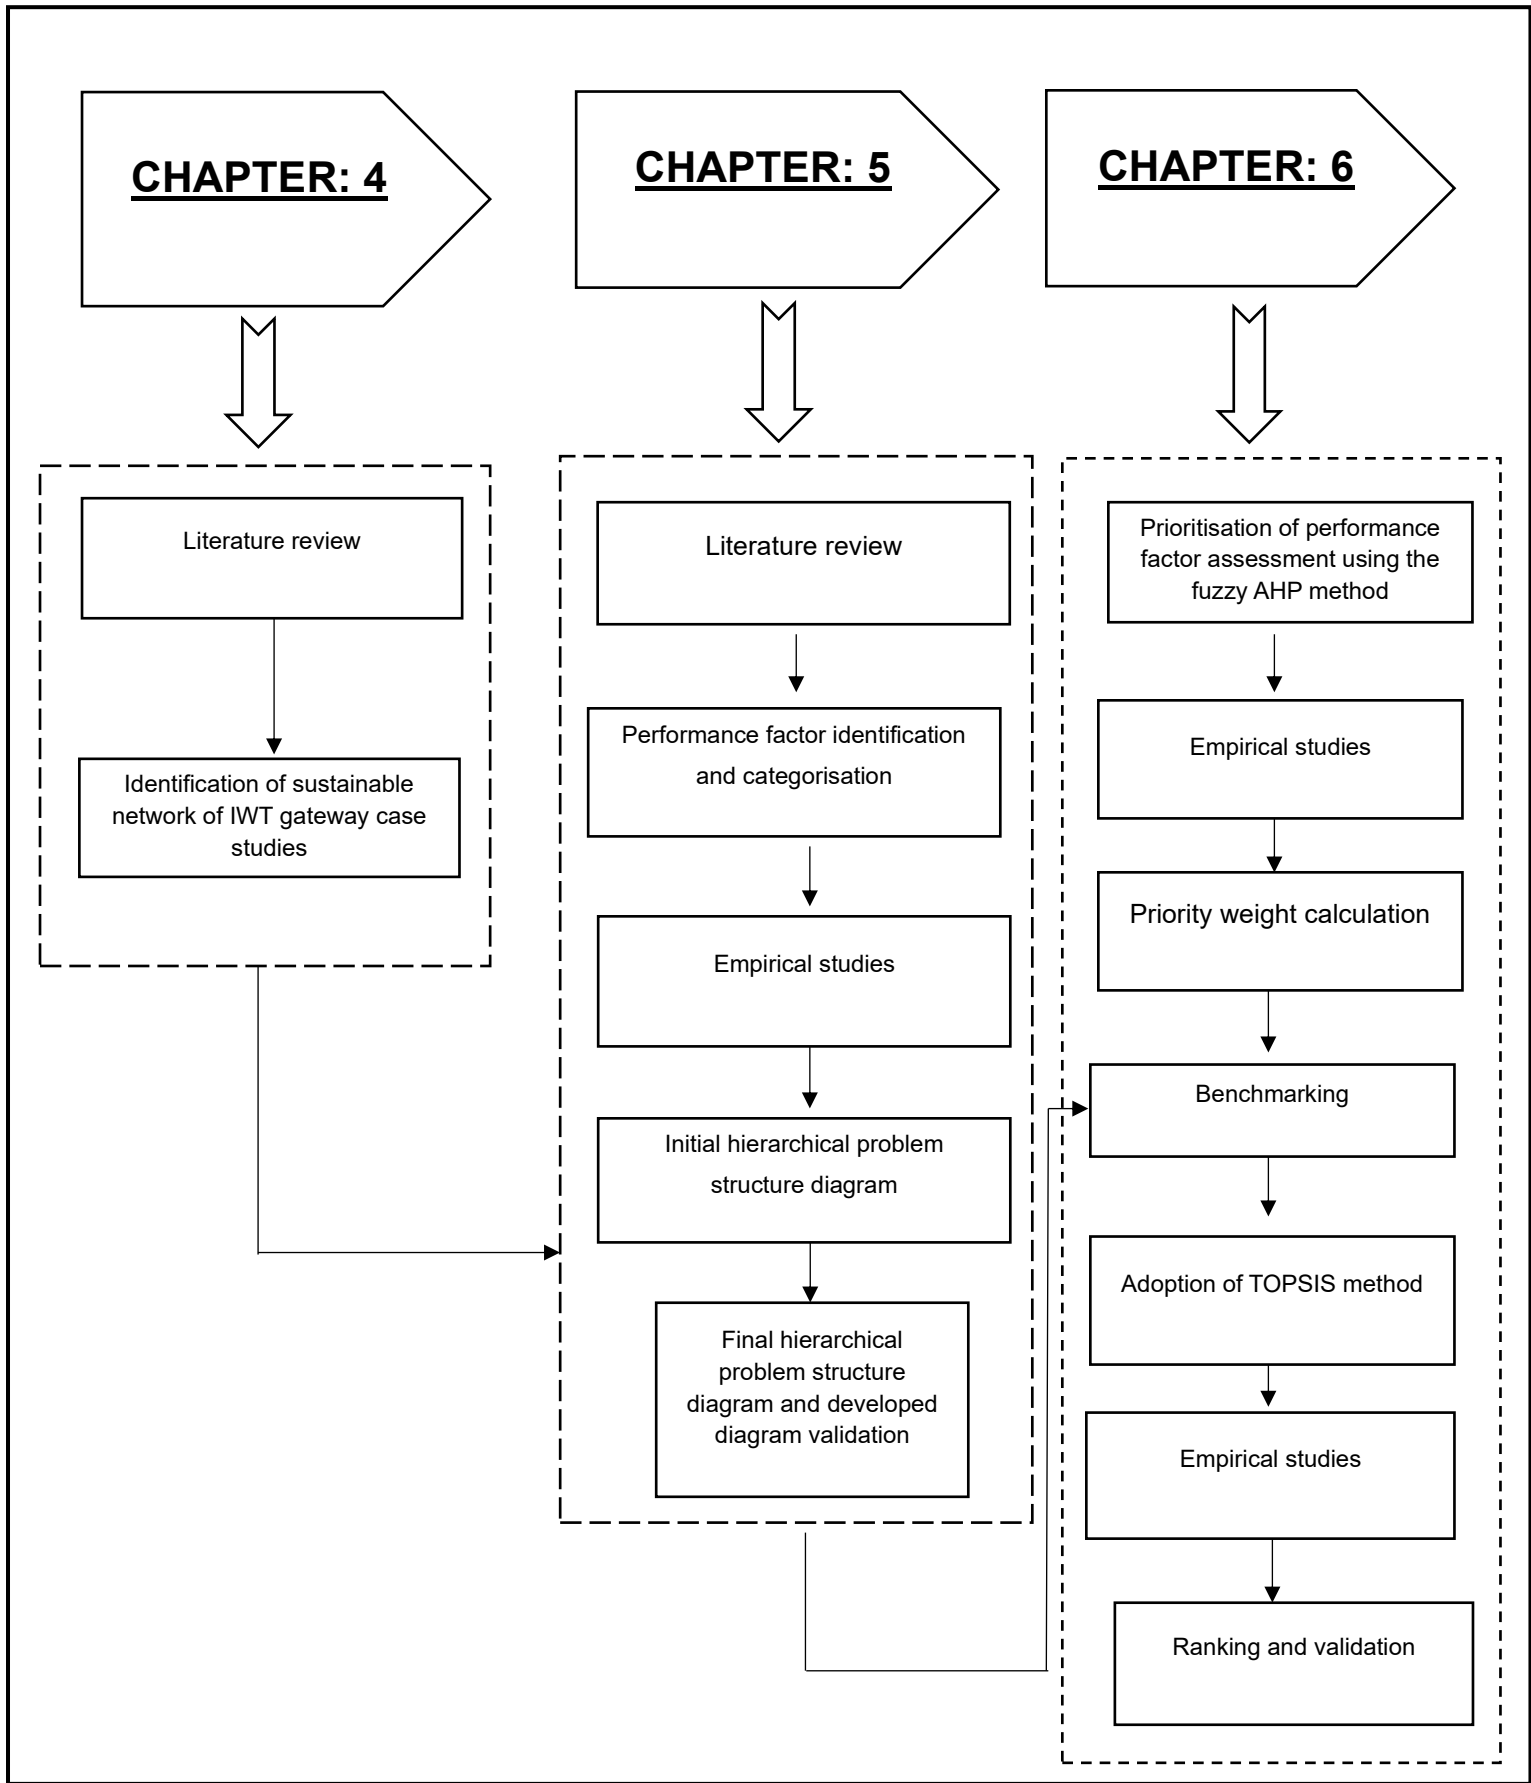 CHAPTER: 4
CHAPTER: 5
CHAPTER: 6
Literature review
Identification of sustainable
network of IWT gateway case
studies
Literature review
Performance factor identification
and categorisation
Empirical studies
Initial hierarchical problem
structure diagram
Final hierarchical
problem structure
diagram and developed
diagram validation
Prioritisation of performance
factor assessment using the
fuzzy AHP method
Empirical studies
Priority weight calculation
Benchmarking
Adoption of TOPSIS method
Empirical studies
Ranking and validation